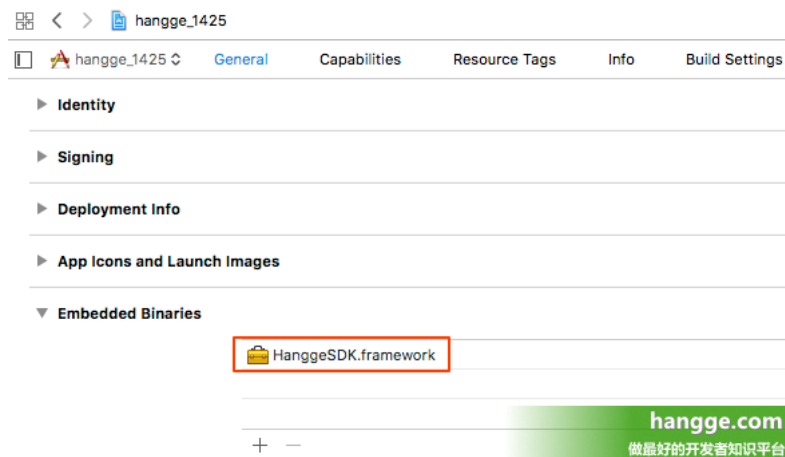 hangge_1425
hangge_1425 General Capabilities Resource Tags Info Build Settings
Identity
Signing
Deployment Info
App Icons and Launch Images
Embedded Binaries
HanggeSDK.framework
hangge.com
做最好的开发者知识平台